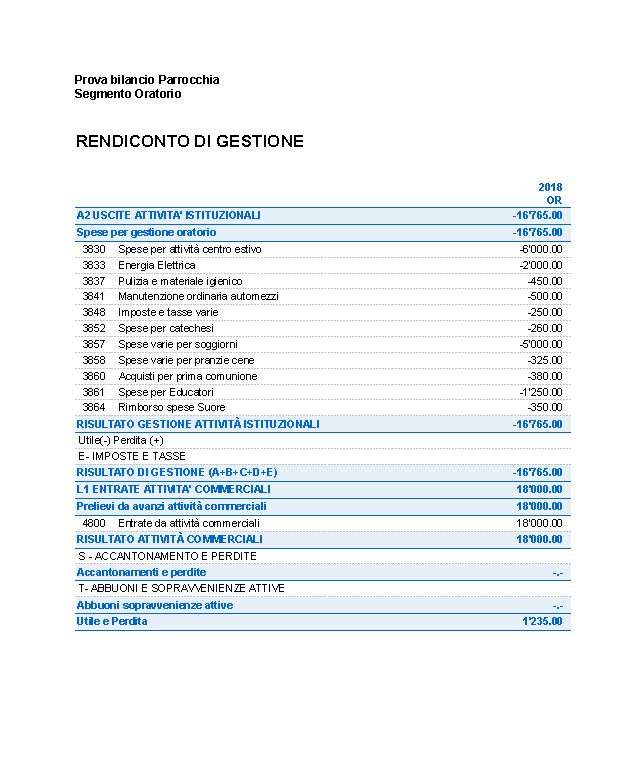 Prova bilancio Parrocchia
Segmento Oratorio
RENDICONTO DI GESTIONE
2018
OR
A2 USCITE ATTIVITA' ISTITUZIONALI -16'765.00
Spese per gestione oratorio -16'765.00
3830 Spese per attività centro estivo -6'000.00
3833 Energia Elettrica -2'000.00
3837 Pulizia e materiale igienico -450.00
3841 Manutenzione ordinaria automezzi -500.00
3848 Imposte e tasse varie -250.00
3852 Spese per catechesi -260.00
3857 Spese varie per soggiorni -5'000.00
3858 Spese varie per pranzi e cene -325.00
3860 Acquisti per prima comunione -380.00
3861 Spese per Educatori -1'250.00
3864 Rimborso spese Suore -350.00
RISULTATO GESTIONE ATTIVITÀ ISTITUZIONALI -16'765.00
Utile(-) Perdita (+)
E- IMPOSTE E TASSE
RISULTATO DI GESTIONE (A+B+C+D+E) -16'765.00
L1 ENTRATE ATTIVITA' COMMERCIALI 18'000.00
Prelievi da avanzi attività commerciali 18'000.00
4800 Entrate da attività commerciali 18'000.00
RISULTATO ATTIVITÀ COMMERCIALI 18'000.00
S - ACCANTONAMENTO E PERDITE
Accantonamenti e perdite -.-
T- ABBUONI E SOPRAVVENIENZE ATTIVE
Abbuoni sopravvenienze attive -.-
Utile e Perdita 1'235.00